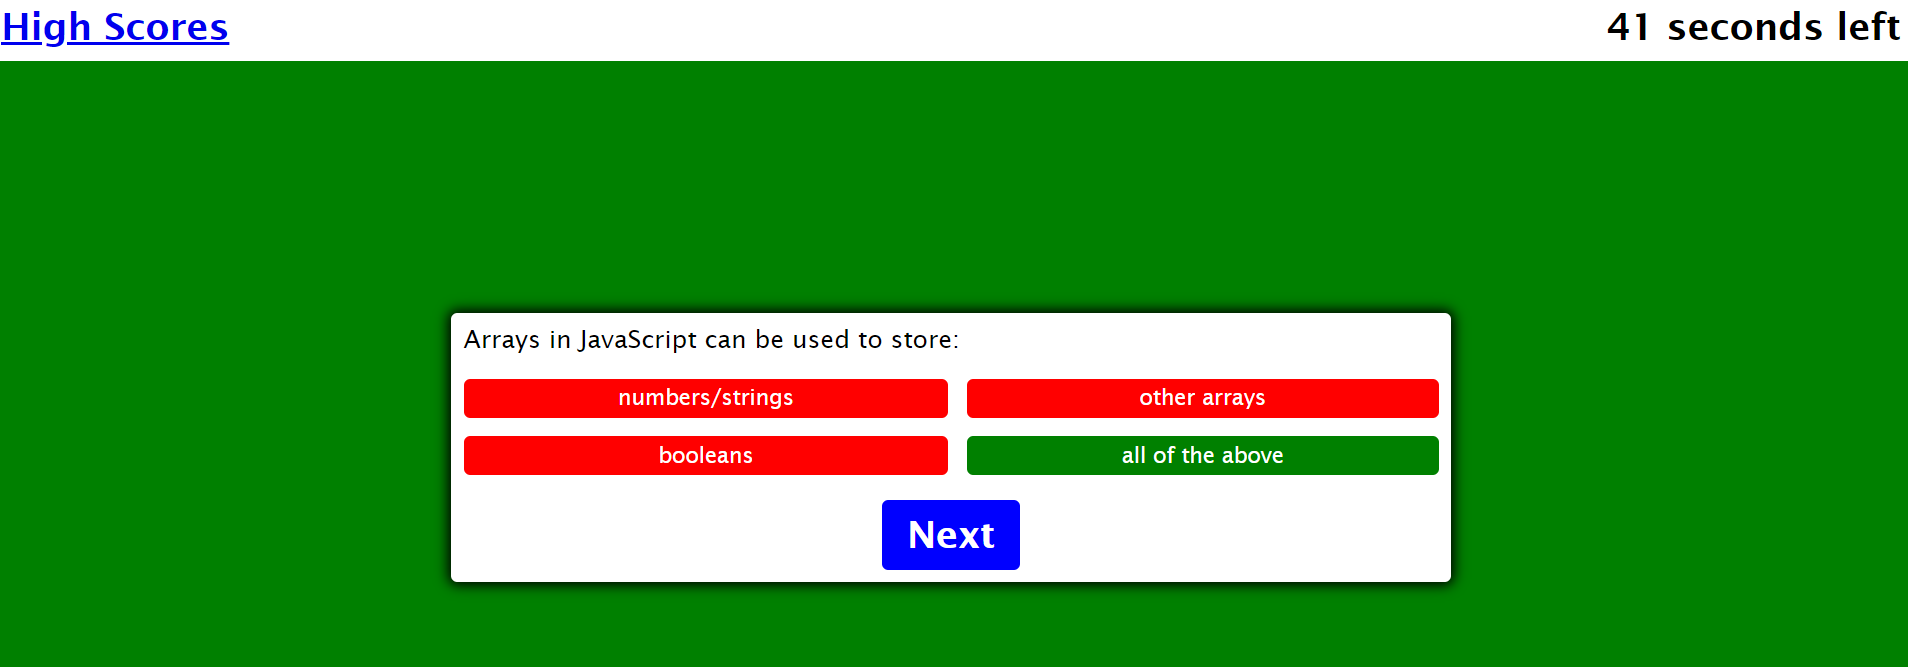 High Scores
41 seconds left
Arrays in JavaScript can be used to store:
numbers/strings
other arrays
booleans
all of the above
Next